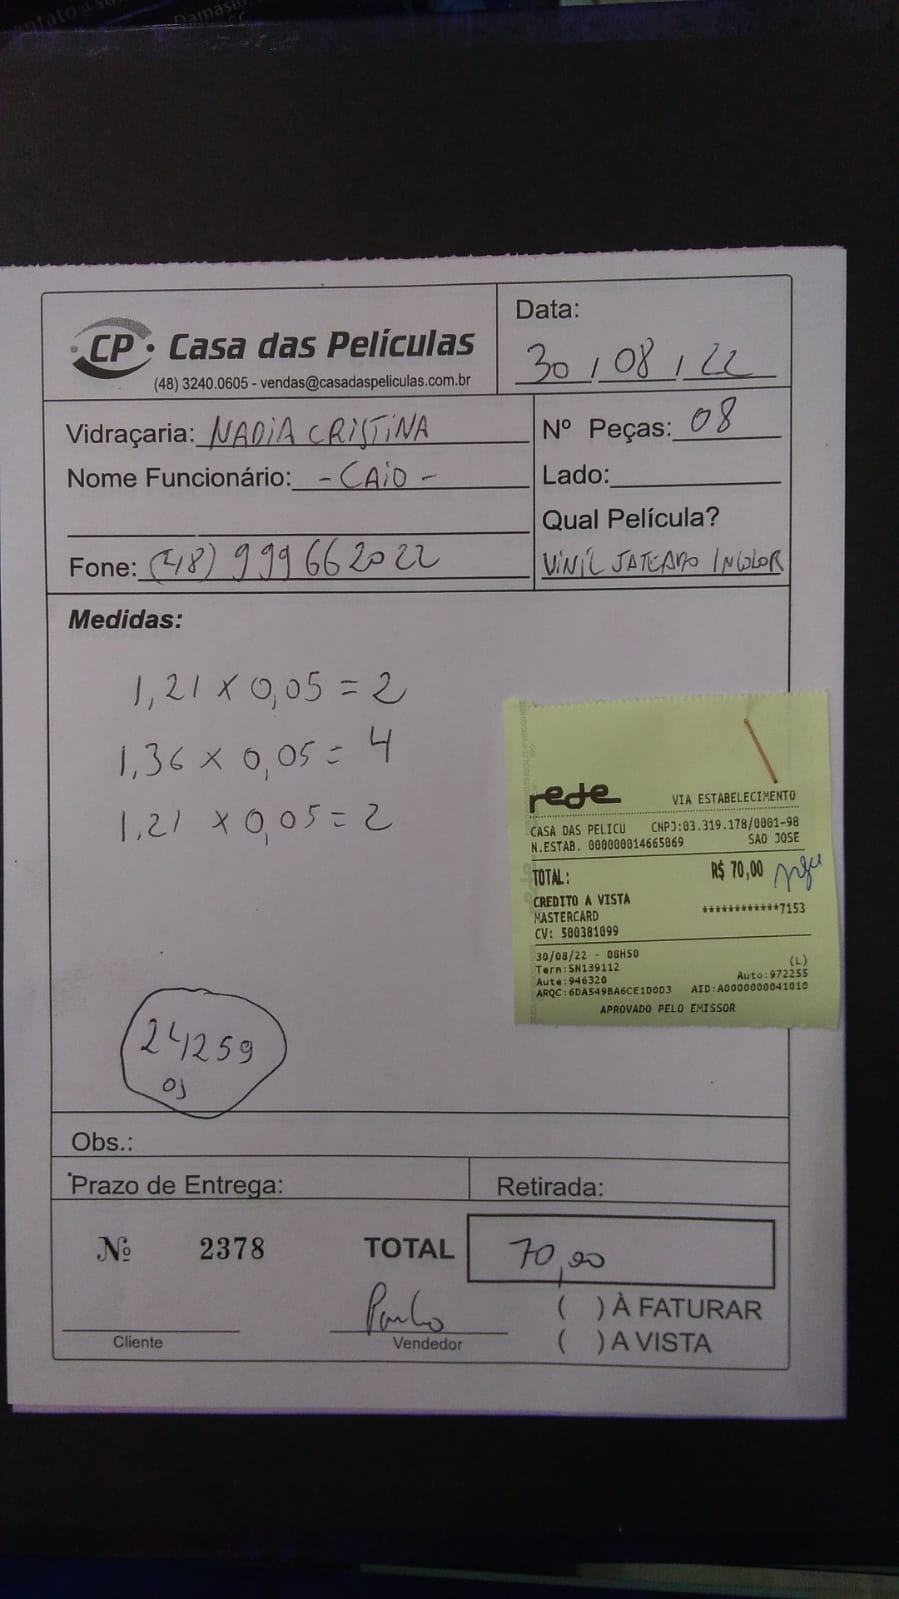 Damasio
CP Casa das Películas
(48) 3240.0605 - vendas@casadaspeliculas.com.br
Data:
30 / 08 / 22
Vidraçaria: NADIA CRISTINA
Nome Funcionário: - CAIO -
Fone: (48) 999662022
Nº Peças: 08
Lado:
Qual Película?
VINIL JATEADO INCOLOR
Medidas:
1,21 x 0,05 = 2
1,36 x 0,05 = 4
1,21 x 0,05 = 2
24259
OS
rede
VIA ESTABELECIMENTO
CASA DAS PELICU CNPJ:03.319.178/0001-98
N.ESTAB. 000000014665069 SAO JOSE
TOTAL: R$ 70,00
CREDITO A VISTA
MASTERCARD ************7153
CV: 500381099
30/08/22 - 08H50 (L)
Term:SN139112 Auto:972255
Aute:946320
ARQC:6DA549BA6CE1D0D3 AID:A0000000041010
APROVADO PELO EMISSOR
Obs.:
Prazo de Entrega: Retirada:
Nº 2378 TOTAL 70,00
Paulo
( ) À FATURAR
Cliente Vendedor ( ) A VISTA